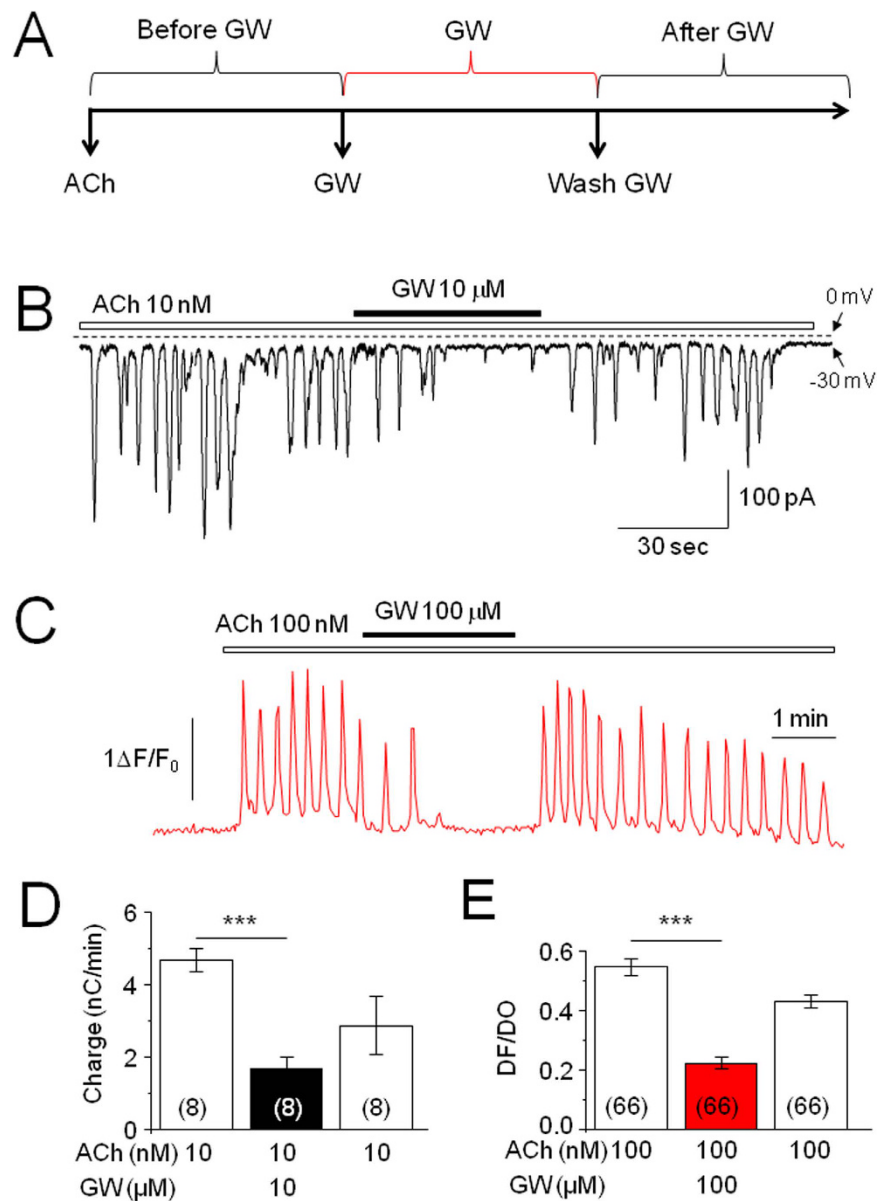 A
Before GW GW After GW
ACh GW Wash GW
B
ACh 10 nM GW 10 μM
0 mV
-30 mV
100 pA
30 sec
C
ACh 100 nM GW 100 μM
1 min
1ΔF/F0
D
Charge (nC/min)
6
4
2
0
***
(8) (8) (8)
ACh (nM) 10 10 10
GW (μM) 10
E
DF/DO
0.6
0.4
0.2
0.0
***
(66) (66) (66)
ACh (nM) 100 100 100
GW (μM) 100